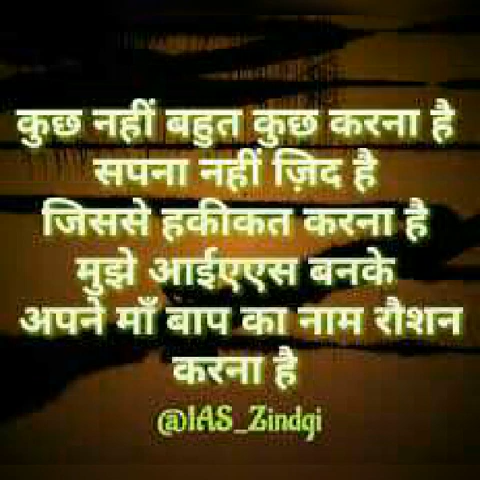 कुछ नहीं बहुत कुछ करना है
सपना नहीं ज़िद है
जिससे हकीकत करना है
मुझे आईएएस बनके
अपने माँ बाप का नाम रौशन
करना है
@IAS_Zindgi